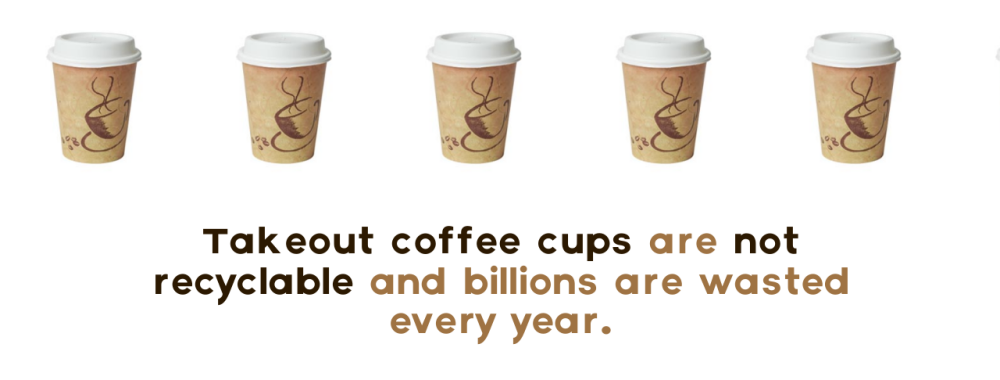 Takeout coffee cups are not
recyclable and billions are wasted
every year.